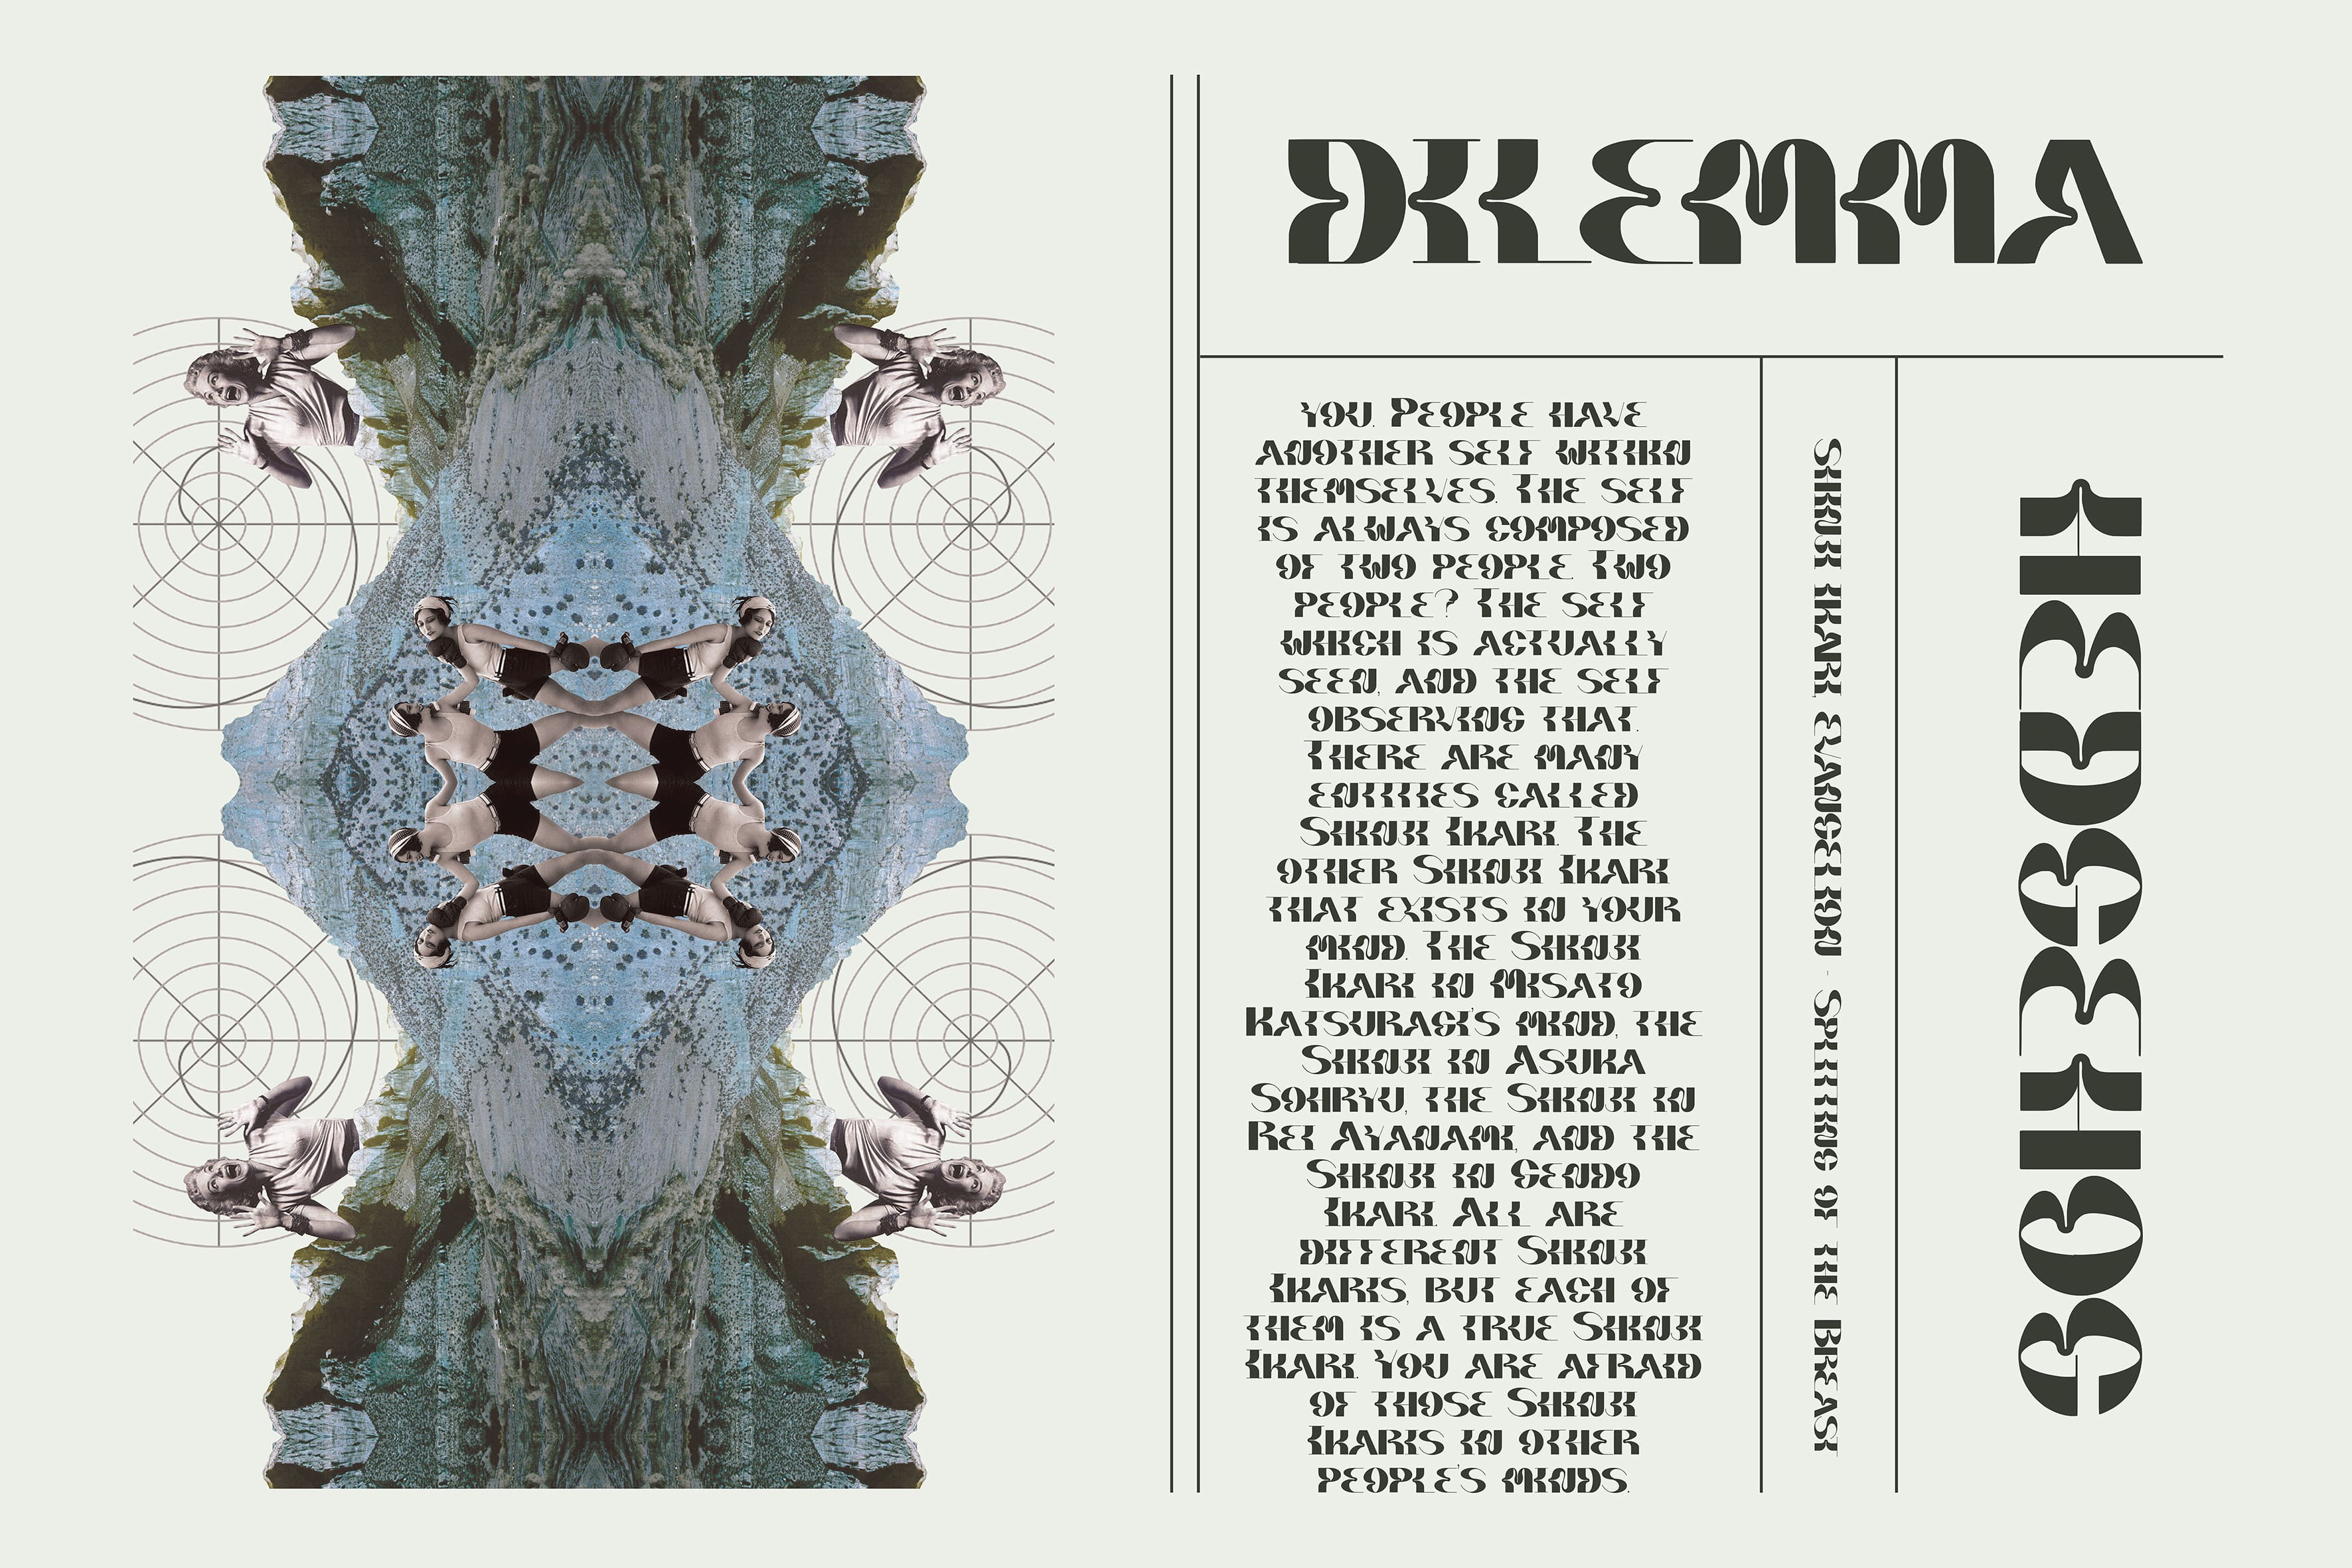 DILEMMA
you. People have
another self within
themselves. The self
is always composed
of two people. Two
people? The self
which is actually
seen, and the self
observing that.
There are many
entities called
Shinji Ikari. The
other Shinji Ikari
that exists in your
mind. The Shinji
Ikari in Misato
Katsuragi's mind, the
Shinji in Asuka
Sohryu, the Shinji in
Rei Ayanami, and the
Shinji in Gendo
Ikari. All are
different Shinji
Ikaris, but each of
them is a true Shinji
Ikari. You are afraid
of those Shinji
Ikaris in other
people's minds.
Shinji Ikari, Evangelion - Splitting of the Breast
HEDGEHOG